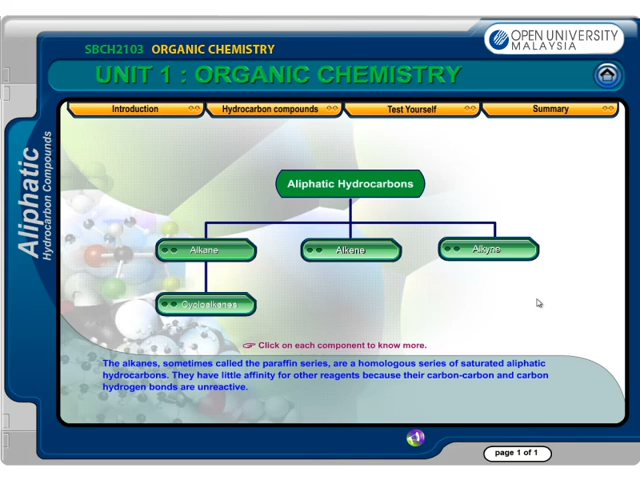 OPEN UNIVERSITY
MALAYSIA
SBCH2103 ORGANIC CHEMISTRY
UNIT 1 : ORGANIC CHEMISTRY
Introduction
Hydrocarbon compounds
Test Yourself
Summary
Aliphatic
Hydrocarbon Compounds
Aliphatic Hydrocarbons
Alkane
Alkene
Alkyne
Cycloalkanes
Click on each component to know more.
The alkanes, sometimes called the paraffin series, are a homologous series of saturated aliphatic
hydrocarbons. They have little affinity for other reagents because their carbon-carbon and carbon
hydrogen bonds are unreactive.
page 1 of 1